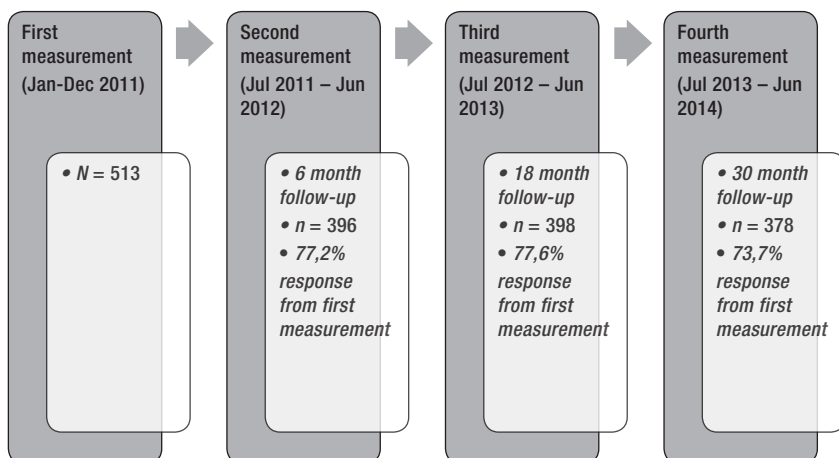 First
measurement
(Jan-Dec 2011)
• N = 513
Second
measurement
(Jul 2011 – Jun
2012)
• 6 month
follow-up
• n = 396
• 77,2%
response
from first
measurement
Third
measurement
(Jul 2012 – Jun
2013)
• 18 month
follow-up
• n = 398
• 77,6%
response
from first
measurement
Fourth
measurement
(Jul 2013 – Jun
2014)
• 30 month
follow-up
• n = 378
• 73,7%
response
from first
measurement